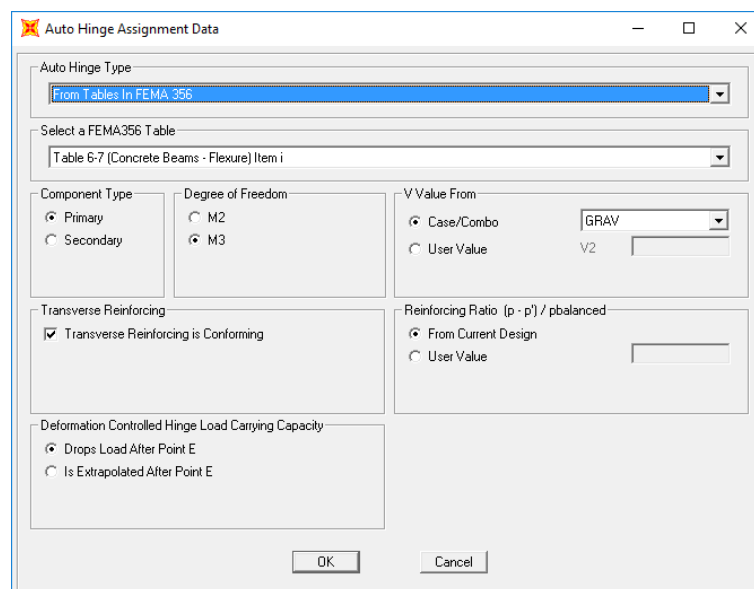 Auto Hinge Assignment Data
Auto Hinge Type
From Tables In FEMA 356
Select a FEMA356 Table
Table 6-7 (Concrete Beams - Flexure) Item i
Component Type
Primary
Secondary
Degree of Freedom
M2
M3
V Value From
Case/Combo
GRAV
User Value
V2
Transverse Reinforcing
Transverse Reinforcing is Conforming
Reinforcing Ratio (p - p') / pbalanced
From Current Design
User Value
Deformation Controlled Hinge Load Carrying Capacity
Drops Load After Point E
Is Extrapolated After Point E
OK
Cancel